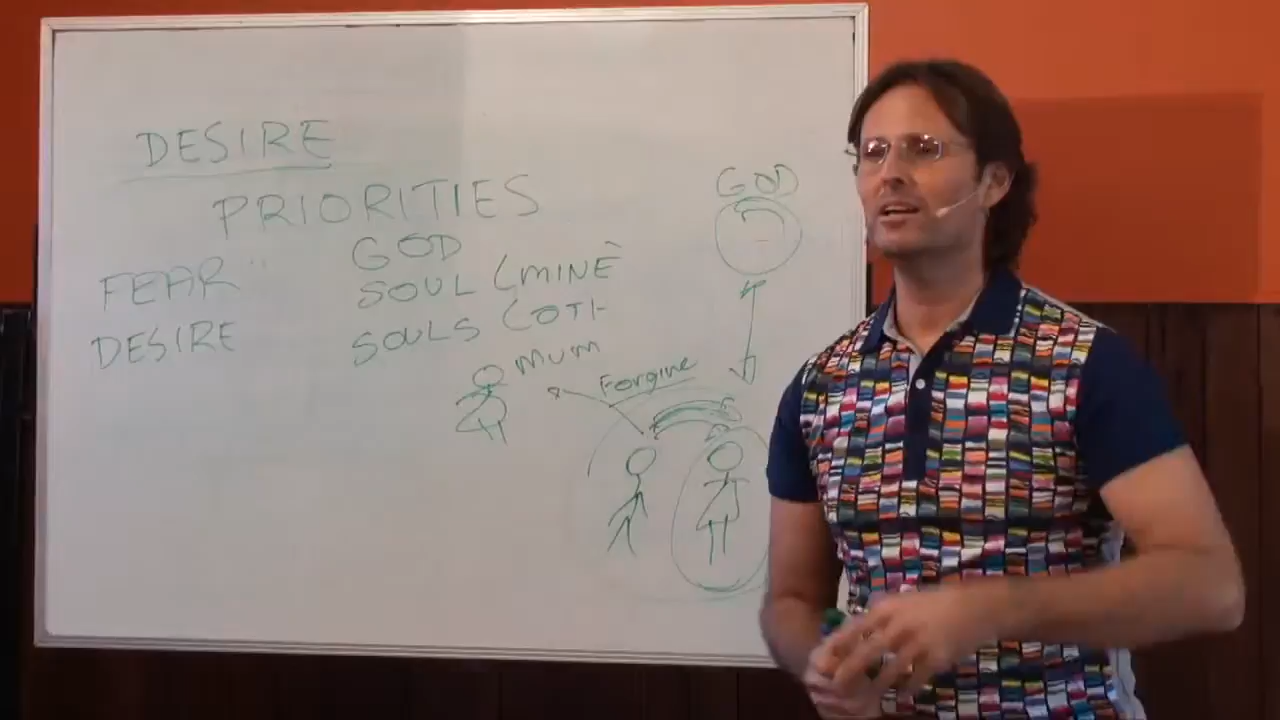 DESIRE
PRIORITIES
GOD
GOD
FEAR
SOUL (MINE
DESIRE
SOULS (OTH
MUM
Forgive